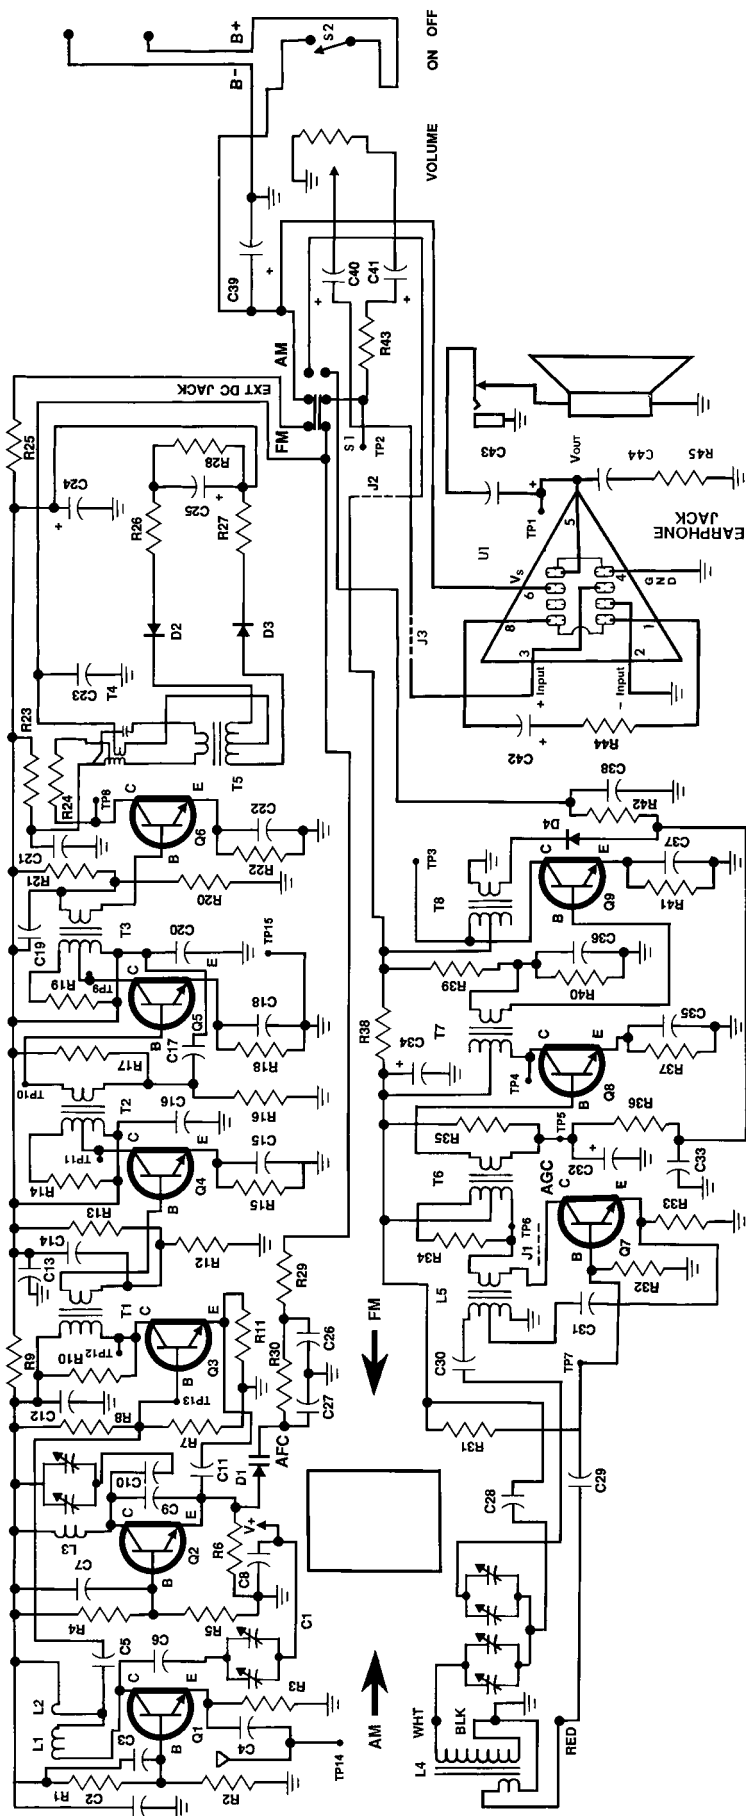 R1
C2
C3
B
R2
L1
L2
C
E
Q1
C4
TP14
C5
C6
R3
C1
R4
C7
B
R5
L3
C
E
Q2
C9
C10
R6
C8
V+
D1
C11
AFC
R7
R8
C12
R9
R10
TP12
TP13
T1
B
C
E
Q3
R11
C27
R30
C26
R29
C13
C14
R13
R12
R14
TP11
T2
B
C
E
Q4
R15
C15
C16
R16
R17
TP10
C17
R19
TP9
T3
B
C
E
Q5
R18
C18
TP15
C19
C20
R20
R21
C21
R23
R24
TP8
B
C
E
Q6
R22
C22
T5
T4
C23
D2
D3
C24
+
R26
R27
C25
+
R28
R25
EXT DC JACK
FM
AM
S1
TP2
J2
J3
R43
C39
+
C40
+
C41
+
B-
B+
S2
VOLUME
ON OFF
AM
FM
WHT
L4
BLK
RED
C28
C29
R31
TP7
C30
L5
C31
J1
R34
TP6
T6
AGC
C
B
E
Q7
R32
R33
C33
C32
+
TP5
R36
R35
C34
+
R38
T7
TP4
C
B
E
Q8
R37
C35
R39
R40
C36
T8
TP3
C
B
E
Q9
R41
C37
D4
R42
C38
C42
+
R44
+ Input
- Input
3
2
8
1
6
VS
4
GND
5
U1
VOUT
TP1
+
C43
C44
R45
EARPHONE
JACK